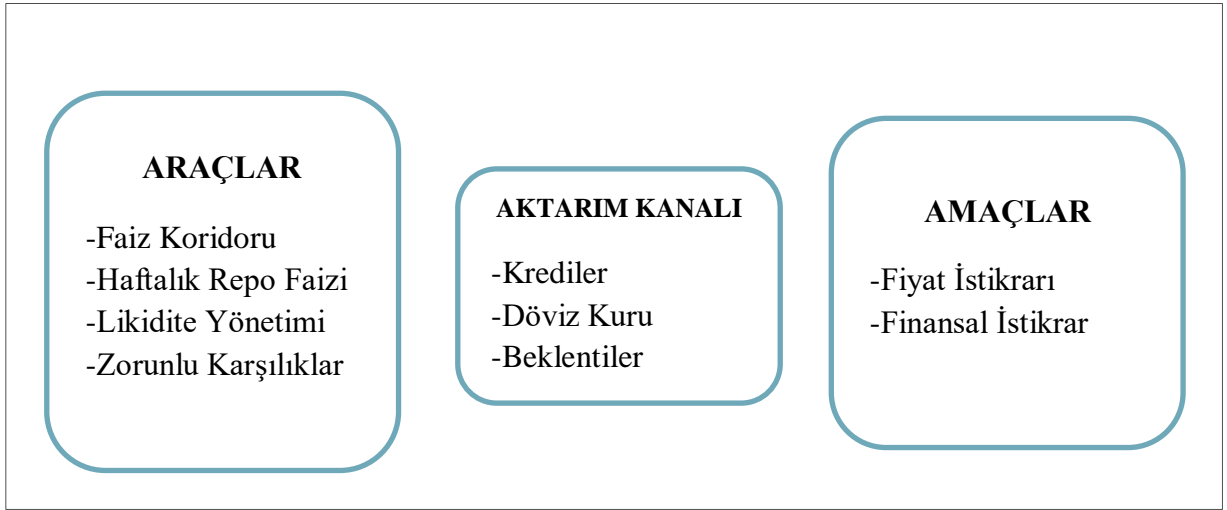 ARAÇLAR
-Faiz Koridoru
-Haftalık Repo Faizi
-Likidite Yönetimi
-Zorunlu Karşılıklar
AKTARIM KANALI
-Krediler
-Döviz Kuru
-Beklentiler
AMAÇLAR
-Fiyat İstikrarı
-Finansal İstikrar